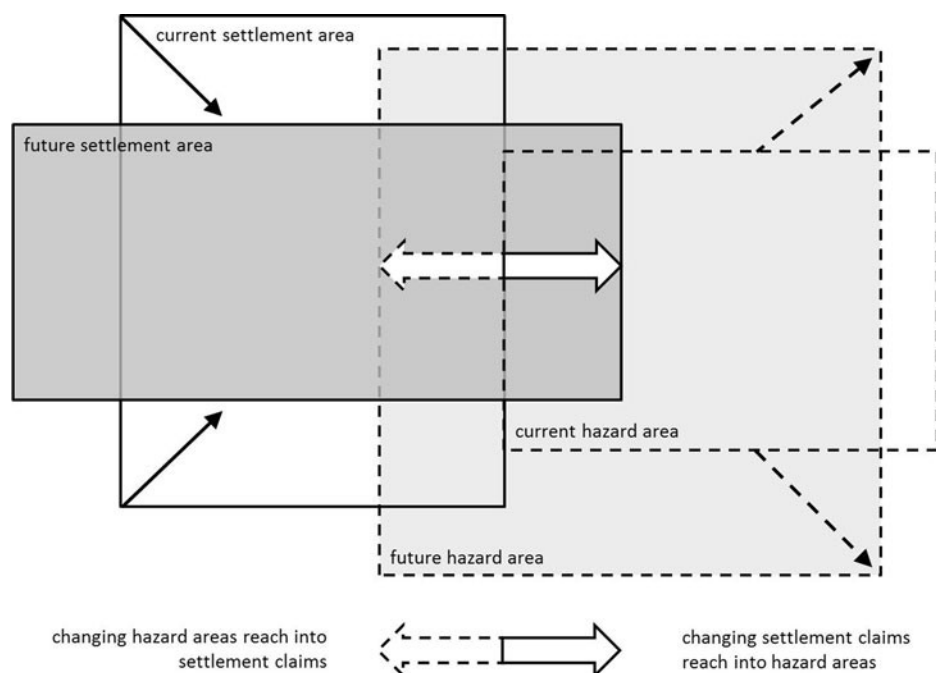 current settlement area
future settlement area
current hazard area
future hazard area
changing hazard areas reach into
settlement claims
changing settlement claims
reach into hazard areas